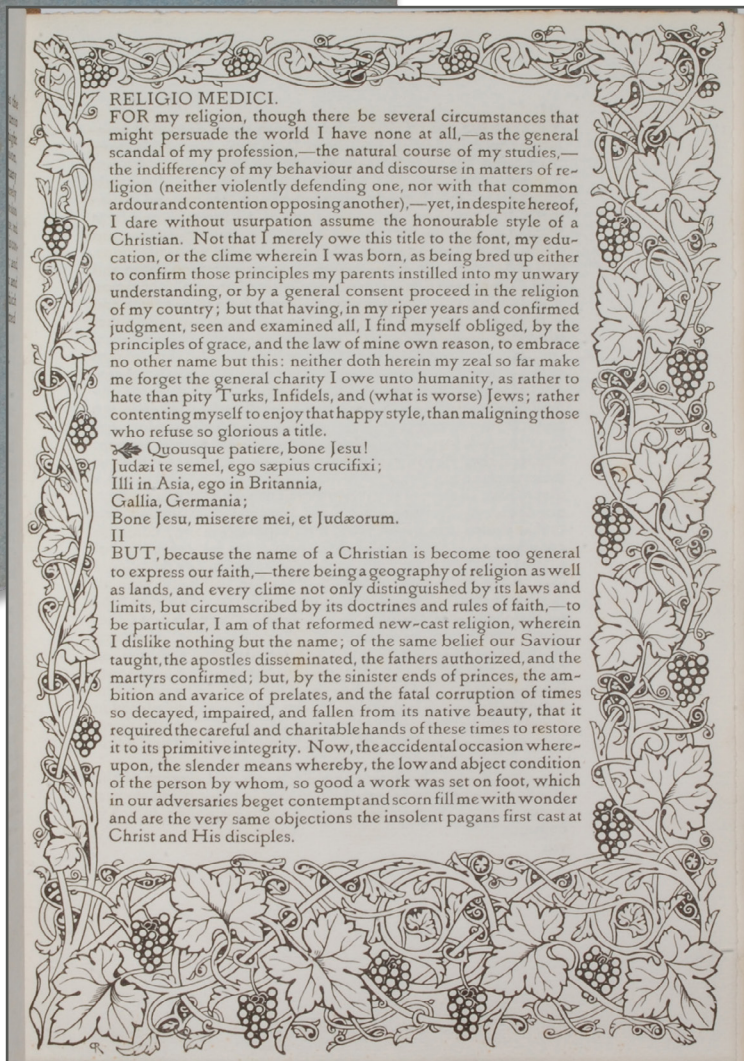 RELIGIO MEDICI.
FOR my religion, though there be several circumstances that
might persuade the world I have none at all,—as the general
scandal of my profession,—the natural course of my studies,—
the indifferency of my behaviour and discourse in matters of re-
ligion (neither violently defending one, nor with that common
ardour and contention opposing another),—yet, in despite hereof,
I dare without usurpation assume the honourable style of a
Christian. Not that I merely owe this title to the font, my edu-
cation, or the clime wherein I was born, as being bred up either
to confirm those principles my parents instilled into my unwary
understanding, or by a general consent proceed in the religion
of my country; but that having, in my riper years and confirmed
judgment, seen and examined all, I find myself obliged, by the
principles of grace, and the law of mine own reason, to embrace
no other name but this: neither doth herein my zeal so far make
me forget the general charity I owe unto humanity, as rather to
hate than pity Turks, Infidels, and (what is worse) Jews; rather
contenting myself to enjoy that happy style, than maligning those
who refuse so glorious a title.
Quousque patiere, bone Jesu!
Judæi te semel, ego sæpius crucifixi;
Illi in Asia, ego in Britannia,
Gallia, Germania;
Bone Jesu, miserere mei, et Judæorum.
II
BUT, because the name of a Christian is become too general
to express our faith,—there being a geography of religion as well
as lands, and every clime not only distinguished by its laws and
limits, but circumscribed by its doctrines and rules of faith,—to
be particular, I am of that reformed new-cast religion, wherein
I dislike nothing but the name; of the same belief our Saviour
taught, the apostles disseminated, the fathers authorized, and the
martyrs confirmed; but, by the sinister ends of princes, the am-
bition and avarice of prelates, and the fatal corruption of times
so decayed, impaired, and fallen from its native beauty, that it
required the careful and charitable hands of these times to restore
it to its primitive integrity. Now, the accidental occasion where-
upon, the slender means whereby, the low and abject condition
of the person by whom, so good a work was set on foot, which
in our adversaries beget contempt and scorn fill me with wonder
and are the very same objections the insolent pagans first cast at
Christ and His disciples.